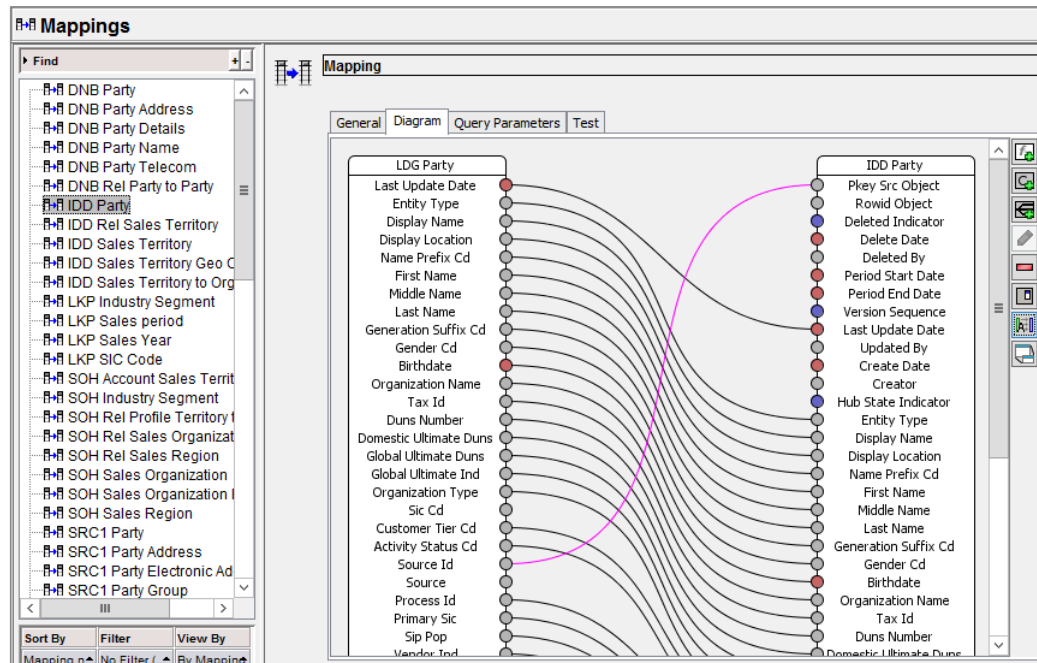 Mappings
Find
+ -
DNB Party
DNB Party Address
DNB Party Details
DNB Party Name
DNB Party Telecom
DNB Rel Party to Party
IDD Party
IDD Rel Sales Territory
IDD Sales Territory
IDD Sales Territory Geo C
IDD Sales Territory to Org
LKP Industry Segment
LKP Sales period
LKP Sales Year
LKP SIC Code
SOH Account Sales Territ
SOH Industry Segment
SOH Rel Profile Territory t
SOH Rel Sales Organizat
SOH Rel Sales Region
SOH Sales Organization
SOH Sales Organization
SOH Sales Region
SRC1 Party
SRC1 Party Address
SRC1 Party Electronic Ad
SRC1 Party Group
Sort By Filter View By
Mapping n No Filter ( By Mapping
Mapping
General Diagram Query Parameters Test
LDG Party
Last Update Date
Entity Type
Display Name
Display Location
Name Prefix Cd
First Name
Middle Name
Last Name
Generation Suffix Cd
Gender Cd
Birthdate
Organization Name
Tax Id
Duns Number
Domestic Ultimate Duns
Global Ultimate Duns
Global Ultimate Ind
Organization Type
Sic Cd
Customer Tier Cd
Activity Status Cd
Source Id
Source
Process Id
Primary Sic
Sip Pop
Vendor Ind
IDD Party
Pkey Src Object
Rowid Object
Deleted Indicator
Delete Date
Deleted By
Period Start Date
Period End Date
Version Sequence
Last Update Date
Updated By
Create Date
Creator
Hub State Indicator
Entity Type
Display Name
Display Location
Name Prefix Cd
First Name
Middle Name
Last Name
Generation Suffix Cd
Gender Cd
Birthdate
Organization Name
Tax Id
Duns Number
Domestic Ultimate Duns